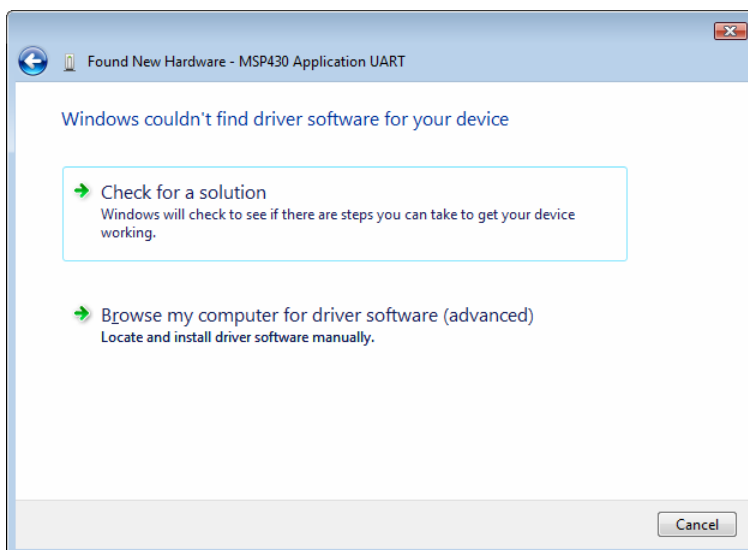 Found New Hardware - MSP430 Application UART
Windows couldn't find driver software for your device
Check for a solution
Windows will check to see if there are steps you can take to get your device
working.
Browse my computer for driver software (advanced)
Locate and install driver software manually.
Cancel